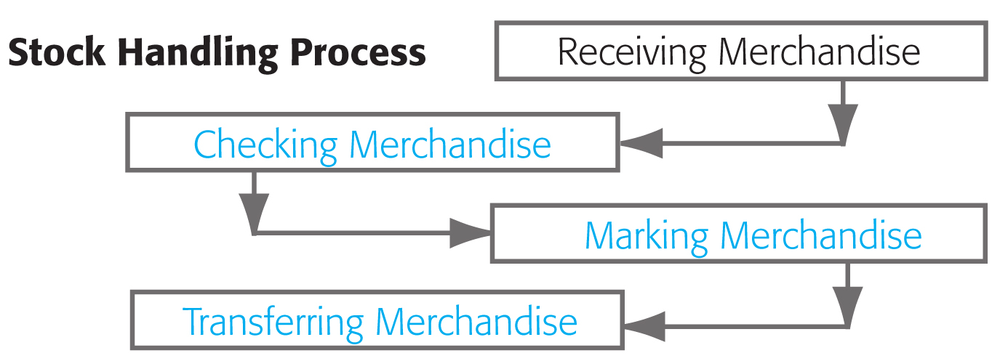 Stock Handling Process
Receiving Merchandise
Checking Merchandise
Marking Merchandise
Transferring Merchandise